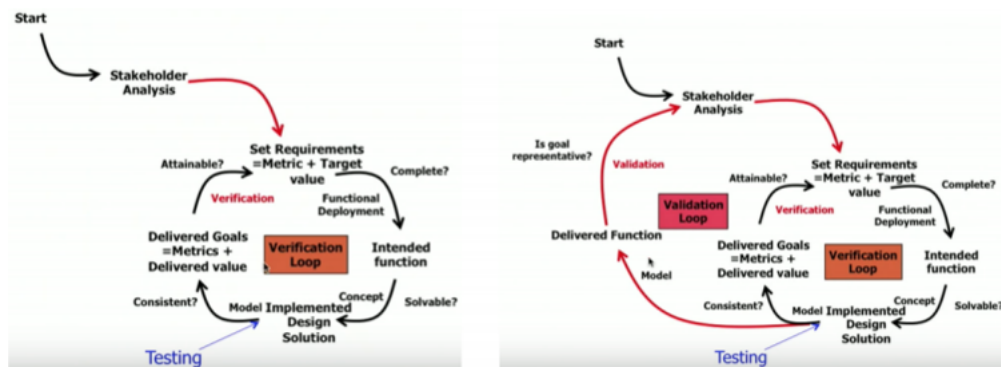 Start
Stakeholder
Analysis
Set Requirements
=Metric + Target
value
Attainable?
Complete?
Verification
Functional
Deployment
Delivered Goals
=Metrics +
Delivered value
Verification
Loop
Intended
function
Consistent?
Model
Implemented
Design
Solution
Concept
Solvable?
Testing
Start
Stakeholder
Analysis
Is goal
representative?
Validation
Set Requirements
=Metric + Target
value
Attainable?
Complete?
Verification
Functional
Deployment
Validation
Loop
Delivered Function
Delivered Goals
=Metrics +
Delivered value
Verification
Loop
Intended
function
Model
Consistent?
Model
Implemented
Design
Solution
Concept
Solvable?
Testing